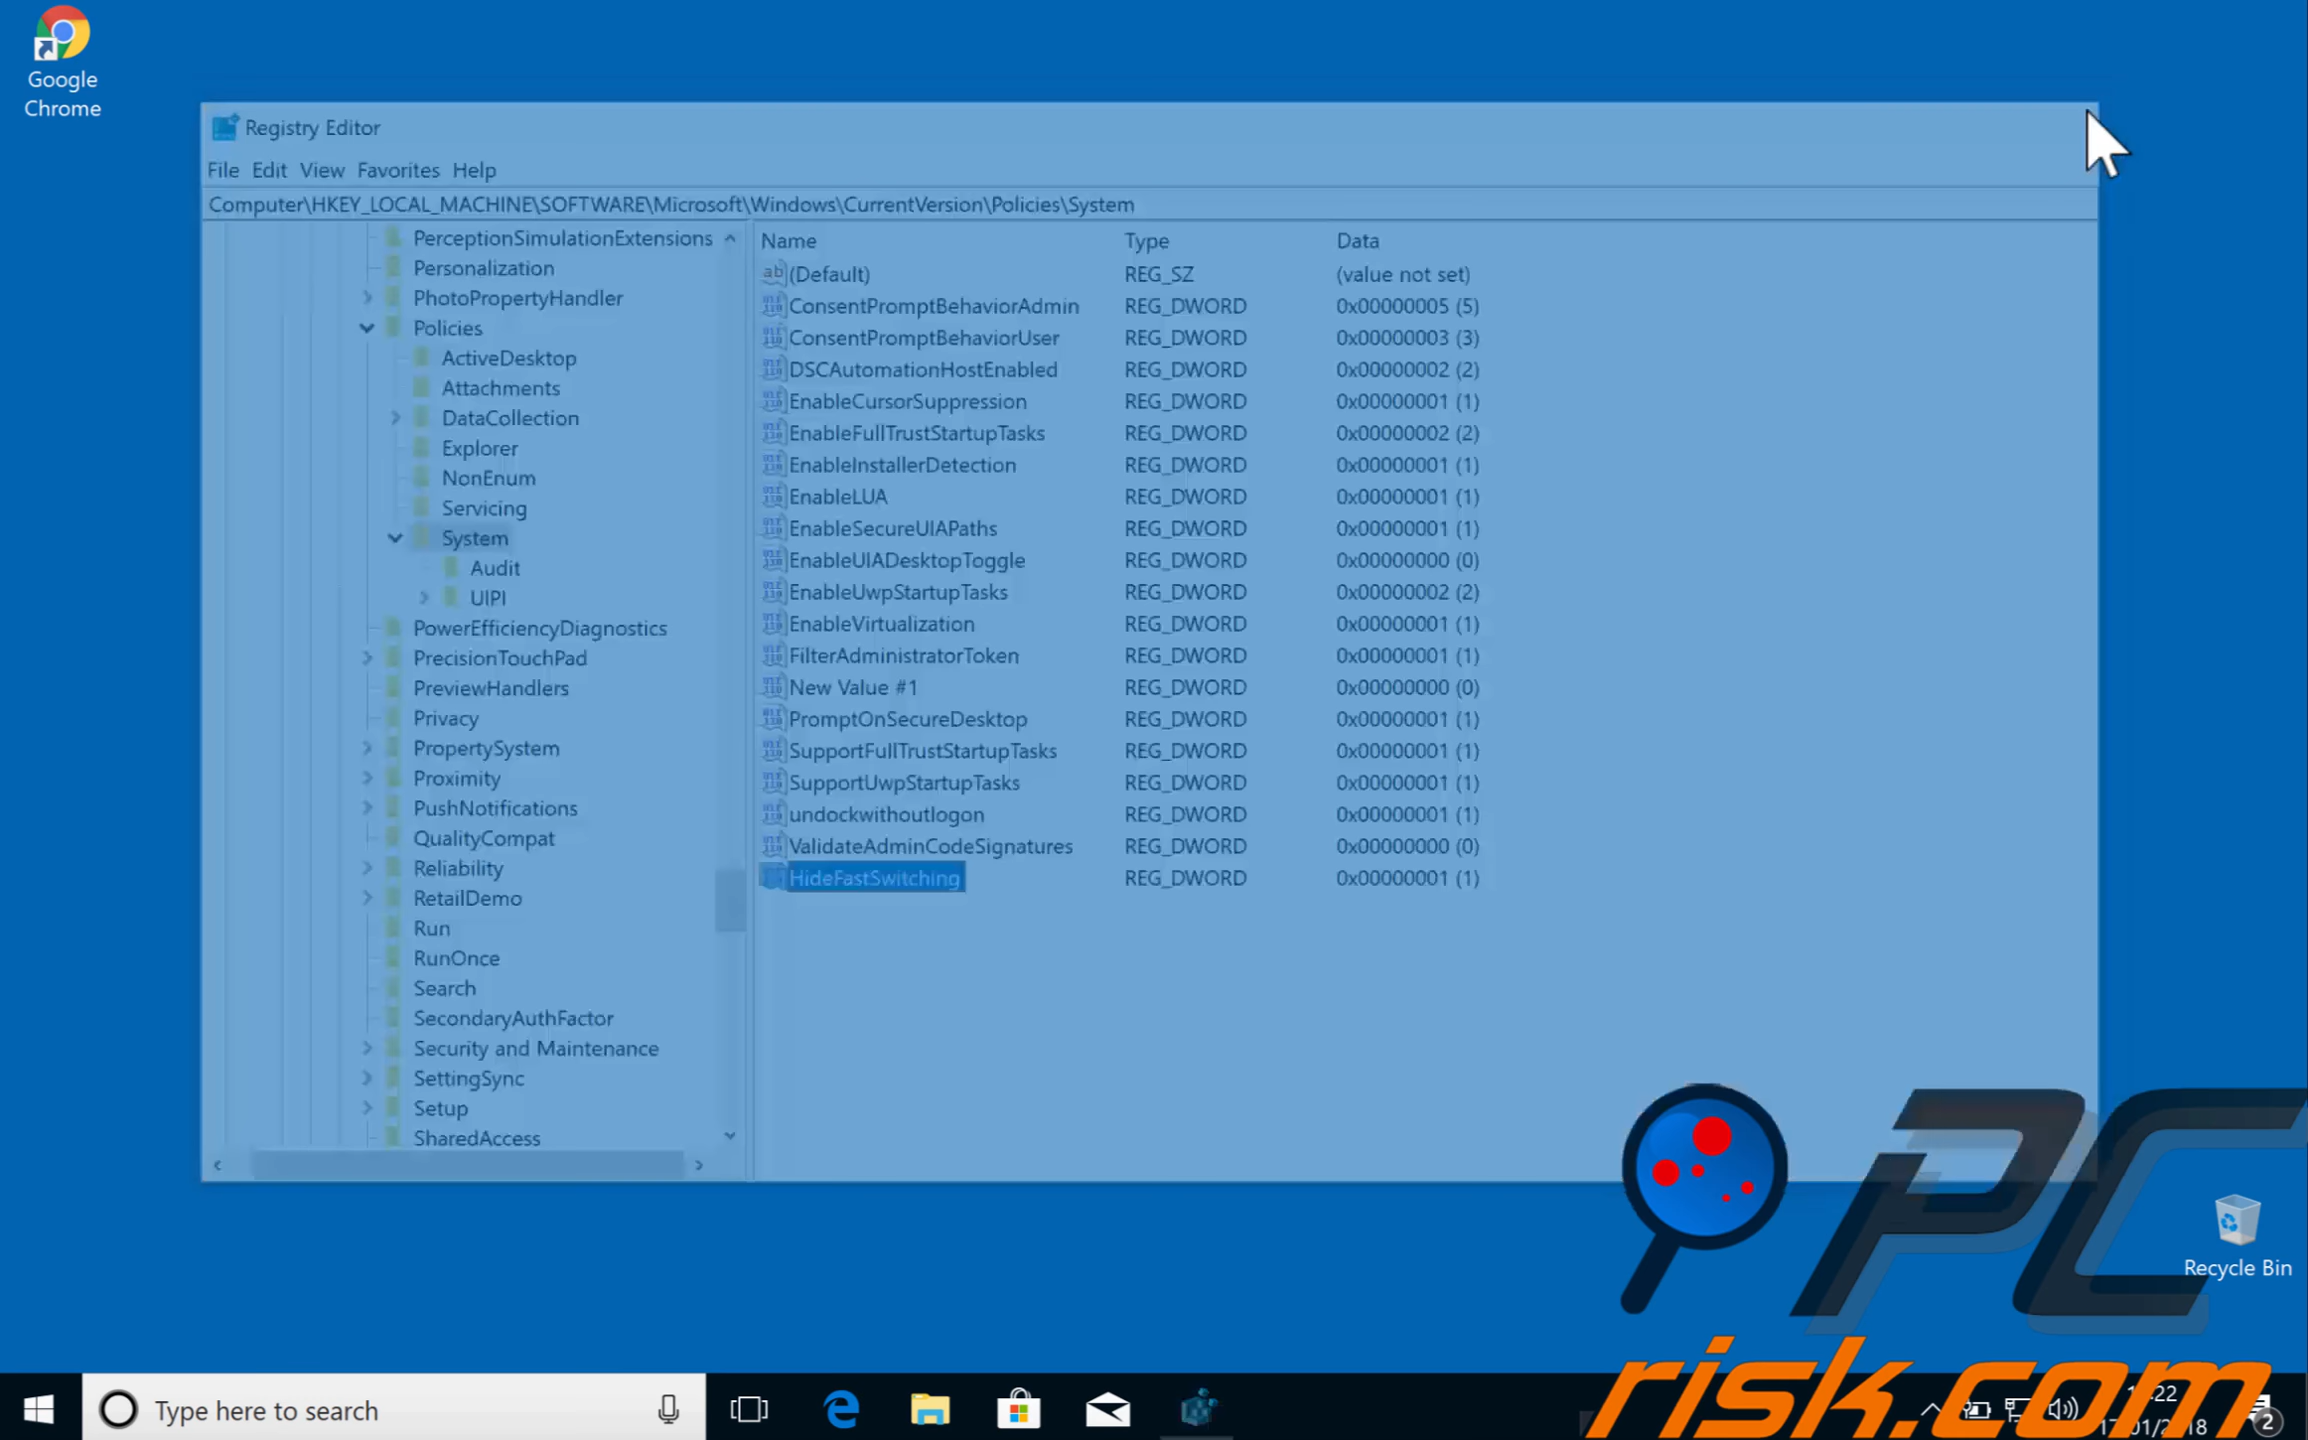 Google
Chrome
Registry Editor
File Edit View Favorites Help
Computer\HKEY_LOCAL_MACHINE\SOFTWARE\Microsoft\Windows\CurrentVersion\Policies\System
PerceptionSimulationExtensions
Personalization
PhotoPropertyHandler
Policies
ActiveDesktop
Attachments
DataCollection
Explorer
NonEnum
Servicing
System
Audit
UIPI
PowerEfficiencyDiagnostics
PrecisionTouchPad
PreviewHandlers
Privacy
PropertySystem
Proximity
PushNotifications
QualityCompat
Reliability
RetailDemo
Run
RunOnce
Search
SecondaryAuthFactor
Security and Maintenance
SettingSync
Setup
SharedAccess
Name Type Data
(Default) REG_SZ (value not set)
ConsentPromptBehaviorAdmin REG_DWORD 0x00000005 (5)
ConsentPromptBehaviorUser REG_DWORD 0x00000003 (3)
DSCAutomationHostEnabled REG_DWORD 0x00000002 (2)
EnableCursorSuppression REG_DWORD 0x00000001 (1)
EnableFullTrustStartupTasks REG_DWORD 0x00000002 (2)
EnableInstallerDetection REG_DWORD 0x00000001 (1)
EnableLUA REG_DWORD 0x00000001 (1)
EnableSecureUIAPaths REG_DWORD 0x00000001 (1)
EnableUIADesktopToggle REG_DWORD 0x00000000 (0)
EnableUwpStartupTasks REG_DWORD 0x00000002 (2)
EnableVirtualization REG_DWORD 0x00000001 (1)
FilterAdministratorToken REG_DWORD 0x00000001 (1)
New Value #1 REG_DWORD 0x00000000 (0)
PromptOnSecureDesktop REG_DWORD 0x00000001 (1)
SupportFullTrustStartupTasks REG_DWORD 0x00000001 (1)
SupportUwpStartupTasks REG_DWORD 0x00000001 (1)
undockwithoutlogon REG_DWORD 0x00000001 (1)
ValidateAdminCodeSignatures REG_DWORD 0x00000000 (0)
HideFastSwitching REG_DWORD 0x00000001 (1)
PC
risk.com
Recycle Bin
Type here to search
2